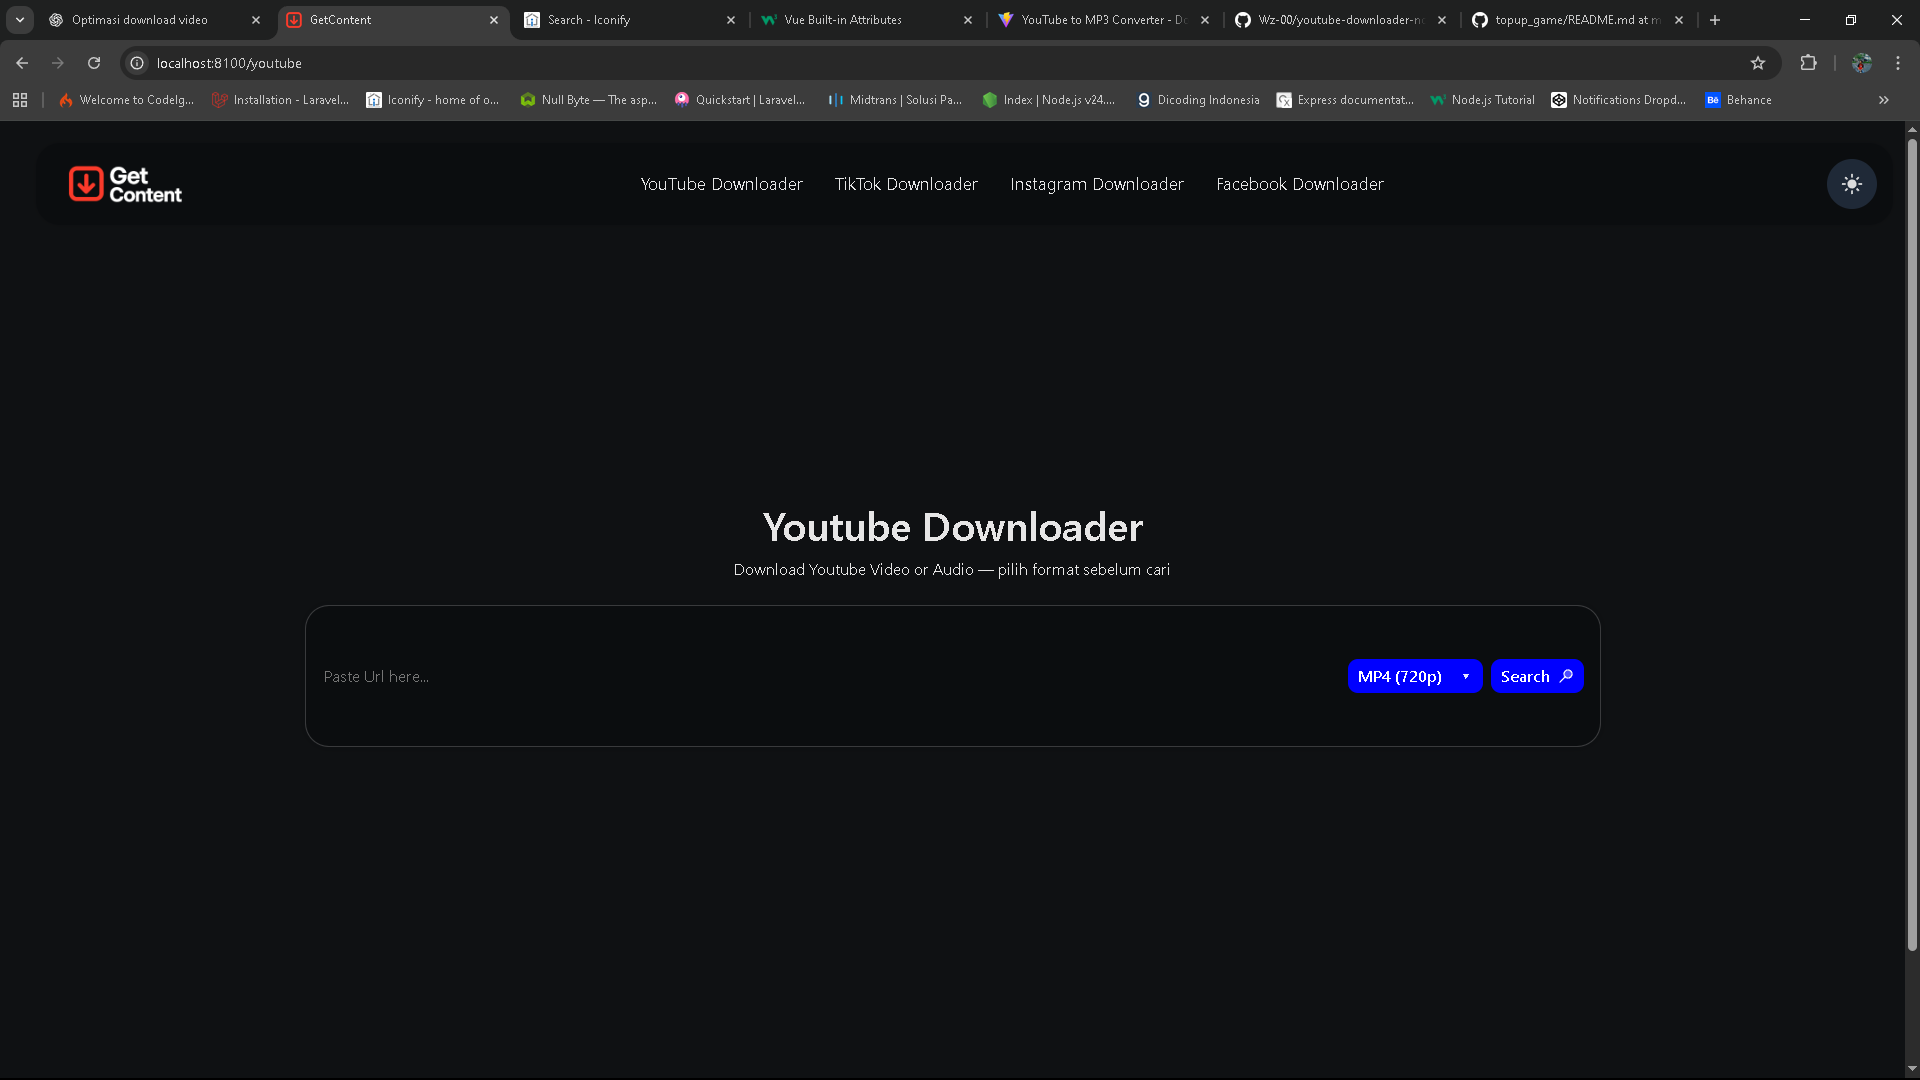 Optimasi download video
GetContent
Search - Iconify
Vue Built-in Attributes
YouTube to MP3 Converter - Do
Wz-00/youtube-downloader-no
topup_game/README.md at m
localhost:8100/youtube
Welcome to CodeIg...
Installation - Laravel...
Iconify - home of o...
Null Byte — The asp...
Quickstart | Laravel...
Midtrans | Solusi Pa...
Index | Node.js v24....
Dicoding Indonesia
Express documentat...
Node.js Tutorial
Notifications Dropd...
Bē
Behance
Get
Content
YouTube Downloader
TikTok Downloader
Instagram Downloader
Facebook Downloader
Youtube Downloader
Download Youtube Video or Audio — pilih format sebelum cari
Paste Url here...
MP4 (720p)
Search